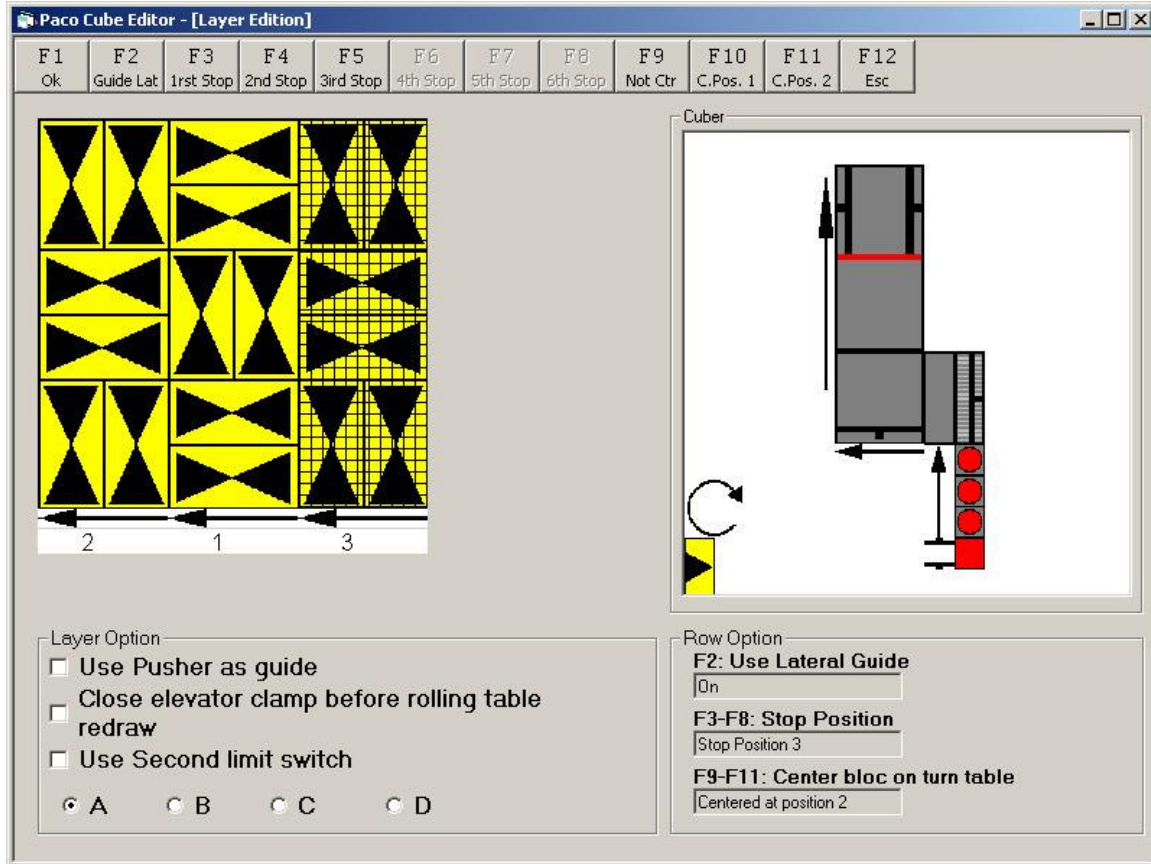 Paco Cube Editor - [Layer Edition]
F1 F2 F3 F4 F5 F6 F7 F8 F9 F10 F11 F12
Ok Guide Lat 1rst Stop 2nd Stop 3ird Stop 4th Stop 5th Stop 6th Stop Not Ctr C.Pos. 1 C.Pos. 2 Esc
Cuber
2 1 3
Layer Option
Use Pusher as guide
Close elevator clamp before rolling table
redraw
Use Second limit switch
A B C D
Row Option
F2: Use Lateral Guide
On
F3-F8: Stop Position
Stop Position 3
F9-F11: Center bloc on turn table
Centered at position 2